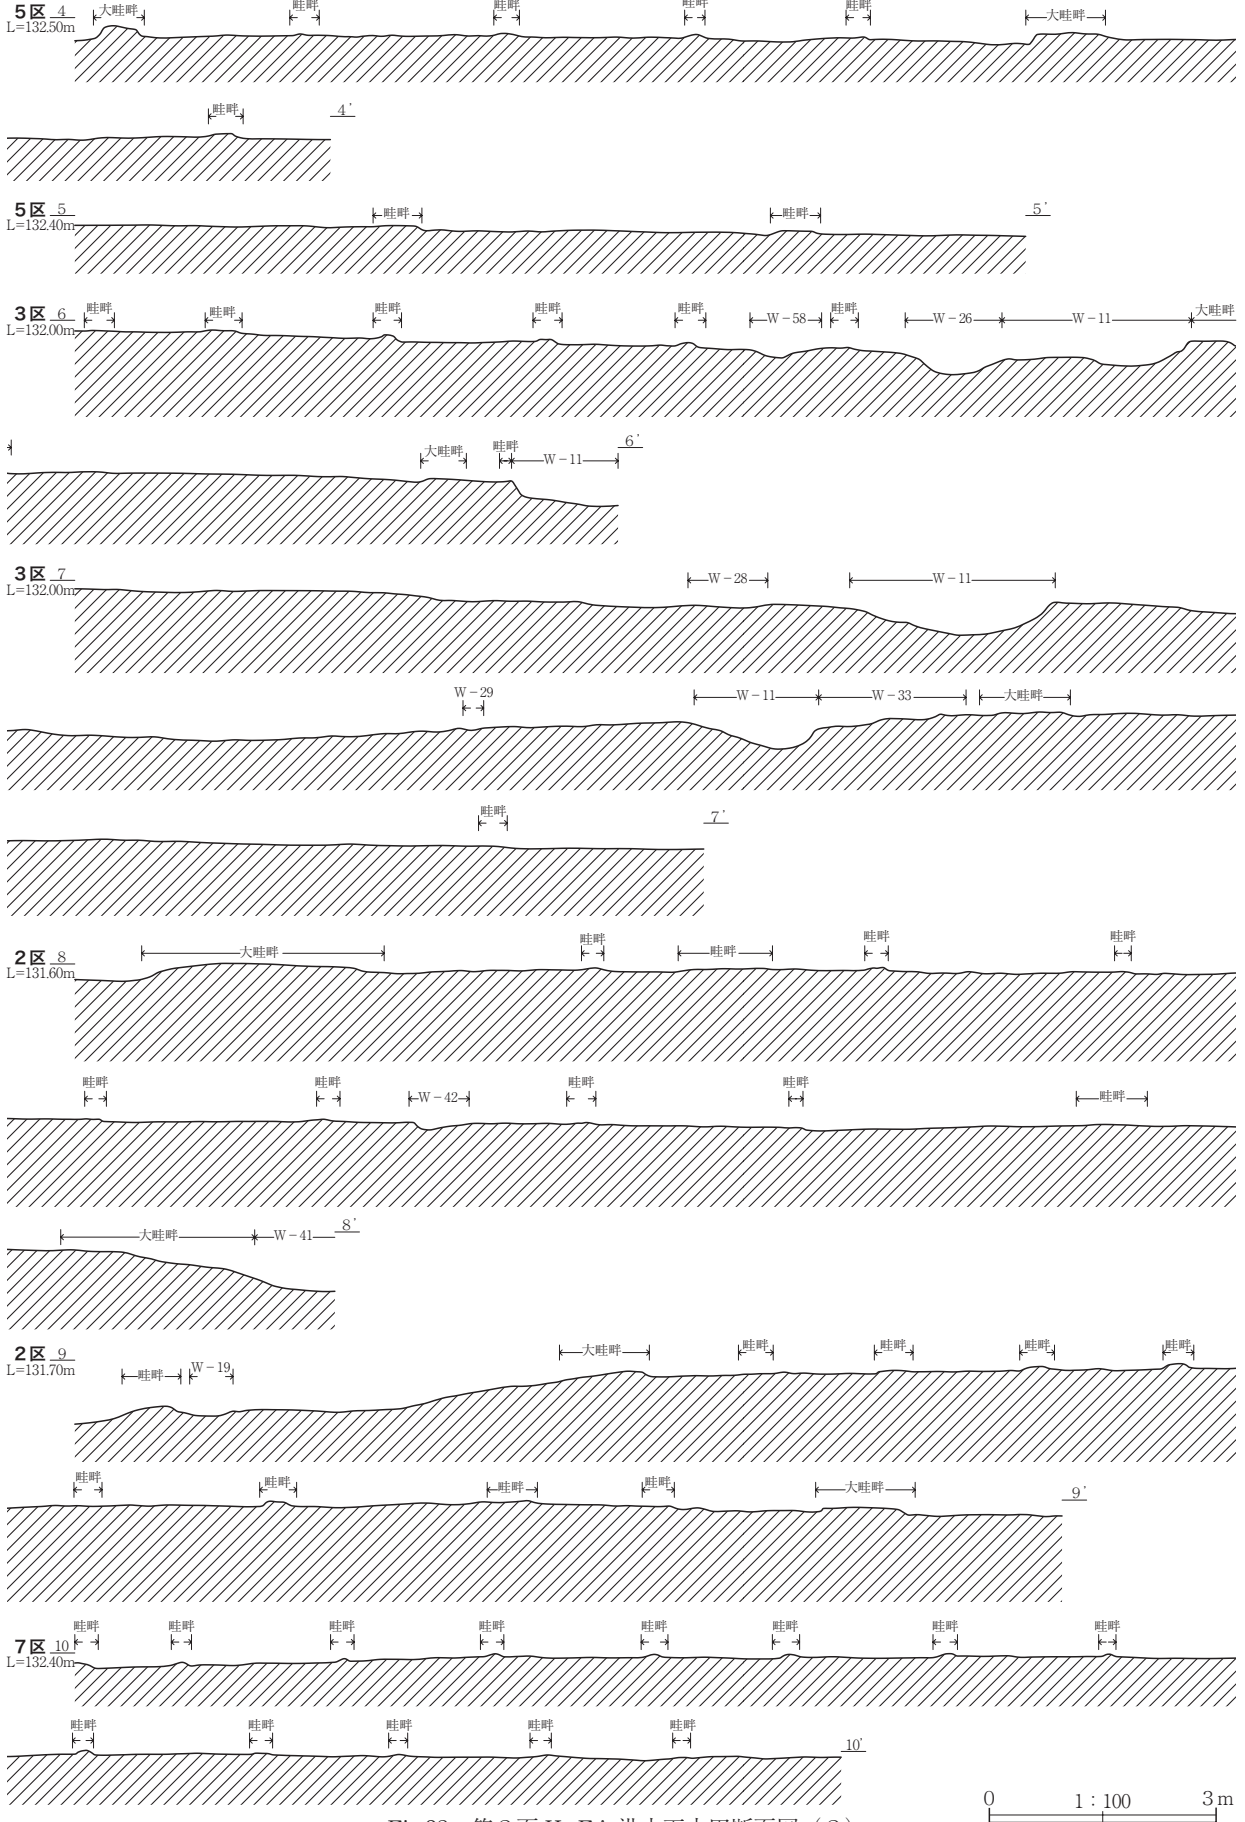 5区 4 大畦畔 畦畔 畦畔 畦畔 畦畔 大畦畔
L=132.50m
畦畔 4'
5区 5 畦畔 畦畔 5'
L=132.40m
3区 6 畦畔 畦畔 畦畔 畦畔 畦畔 W-58 畦畔 W-26 W-11 大畦畔
L=132.00m
大畦畔 畦畔 W-11 6'
3区 7 W-28 W-11
L=132.00m
W-29 W-11 W-33 大畦畔
畦畔 7'
2区 8 大畦畔 畦畔 畦畔 畦畔 畦畔
L=131.60m
畦畔 畦畔 W-42 畦畔 畦畔 畦畔
大畦畔 W-41 8'
2区 9 畦畔 W-19 大畦畔 畦畔 畦畔 畦畔 畦畔
L=131.70m
畦畔 畦畔 畦畔 畦畔 大畦畔 9'
7区 10 畦畔 畦畔 畦畔 畦畔 畦畔 畦畔 畦畔 畦畔
L=132.40m
畦畔 畦畔 畦畔 畦畔 畦畔 10'
0 1:100 3m